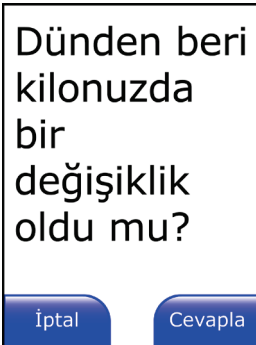 Dünden beri
kilonuzda
bir
değişiklik
oldu mu?
İptal
Cevapla